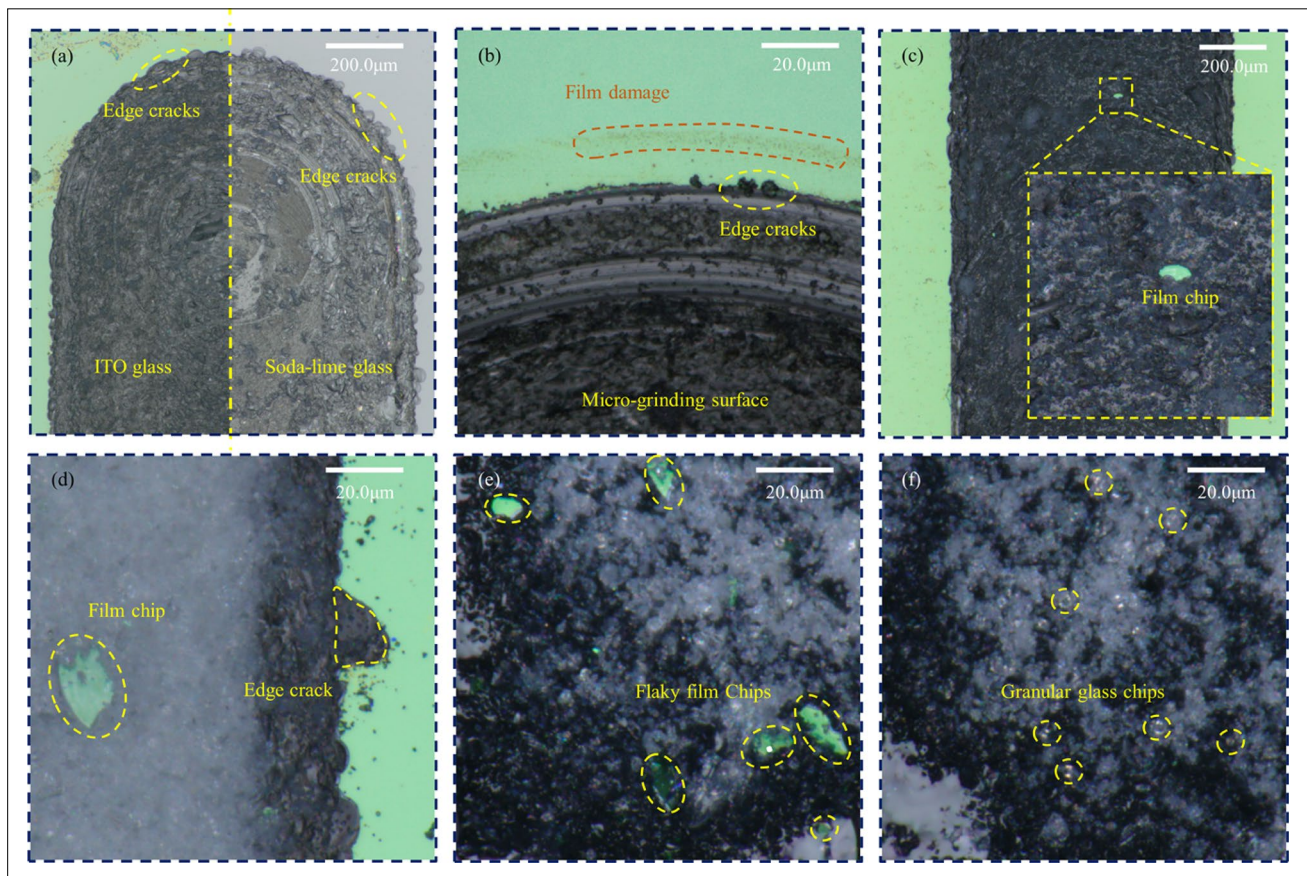 (a)
200.0μm
Edge cracks
Edge cracks
ITO glass
Soda-lime glass
(b)
20.0μm
Film damage
Edge cracks
Micro-grinding surface
(c)
200.0μm
Film chip
(d)
20.0μm
Film chip
Edge crack
(e)
20.0μm
Flaky film Chips
(f)
20.0μm
Granular glass chips